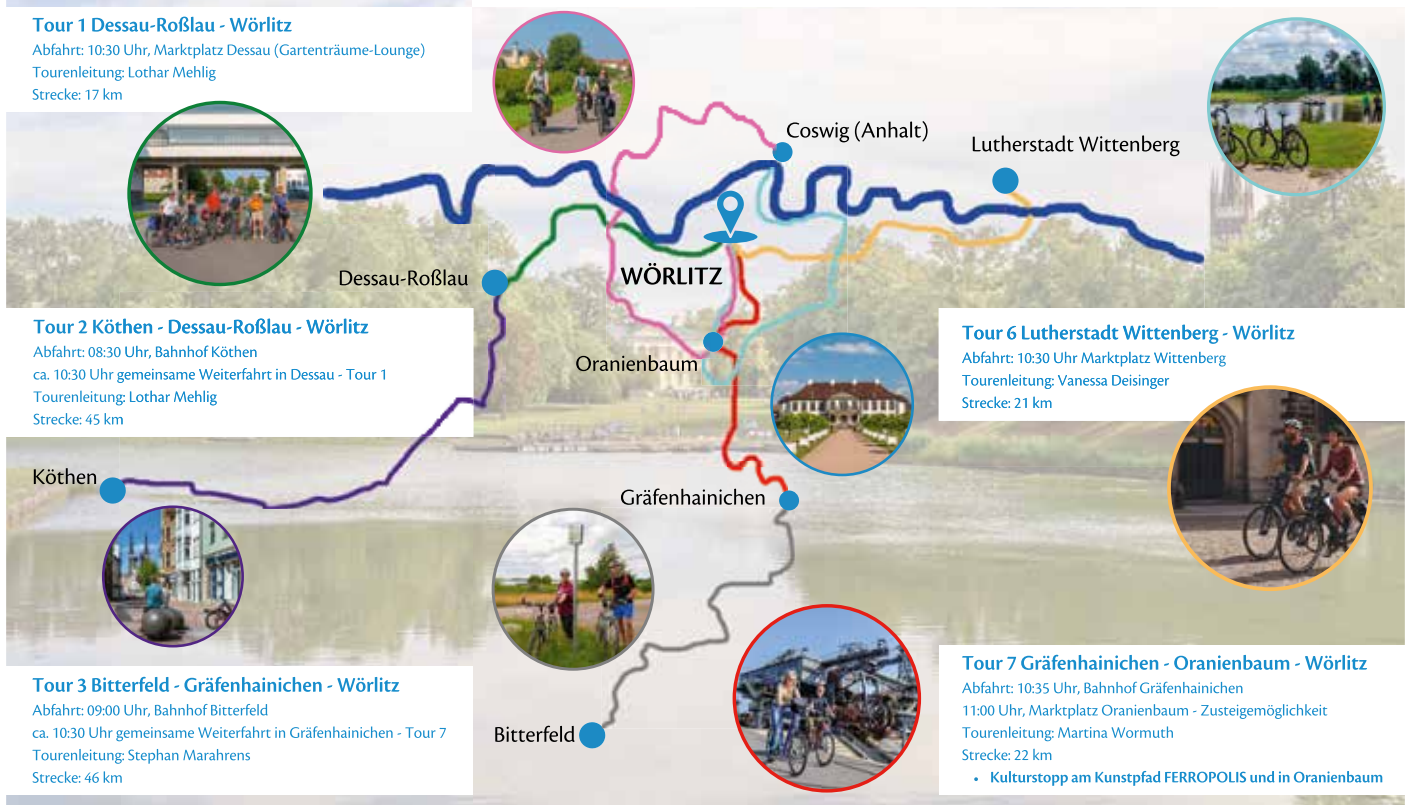 Tour 1 Dessau-Roßlau - Wörlitz
Abfahrt: 10:30 Uhr, Marktplatz Dessau (Gartenträume-Lounge)
Tourenleitung: Lothar Mehlig
Strecke: 17 km
Coswig (Anhalt)
Lutherstadt Wittenberg
Dessau-Roßlau
WÖRLITZ
Tour 2 Köthen - Dessau-Roßlau - Wörlitz
Abfahrt: 08:30 Uhr, Bahnhof Köthen
ca. 10:30 Uhr gemeinsame Weiterfahrt in Dessau - Tour 1
Tourenleitung: Lothar Mehlig
Strecke: 45 km
Oranienbaum
Tour 6 Lutherstadt Wittenberg - Wörlitz
Abfahrt: 10:30 Uhr Marktplatz Wittenberg
Tourenleitung: Vanessa Deisinger
Strecke: 21 km
Köthen
Gräfenhainichen
Bitterfeld
Tour 3 Bitterfeld - Gräfenhainichen - Wörlitz
Abfahrt: 09:00 Uhr, Bahnhof Bitterfeld
ca. 10:30 Uhr gemeinsame Weiterfahrt in Gräfenhainichen - Tour 7
Tourenleitung: Stephan Marahrens
Strecke: 46 km
Tour 7 Gräfenhainichen - Oranienbaum - Wörlitz
Abfahrt: 10:35 Uhr, Bahnhof Gräfenhainichen
11:00 Uhr, Marktplatz Oranienbaum - Zusteigemöglichkeit
Tourenleitung: Martina Wormuth
Strecke: 22 km
• Kulturstopp am Kunstpfad FERROPOLIS und in Oranienbaum